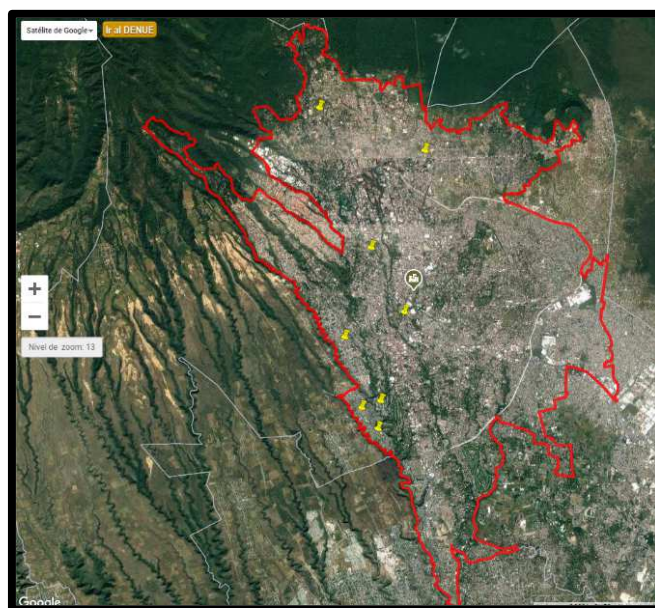 Satélite de Google
Ir al DENUE
+
−
Nivel de zoom: 13
Google